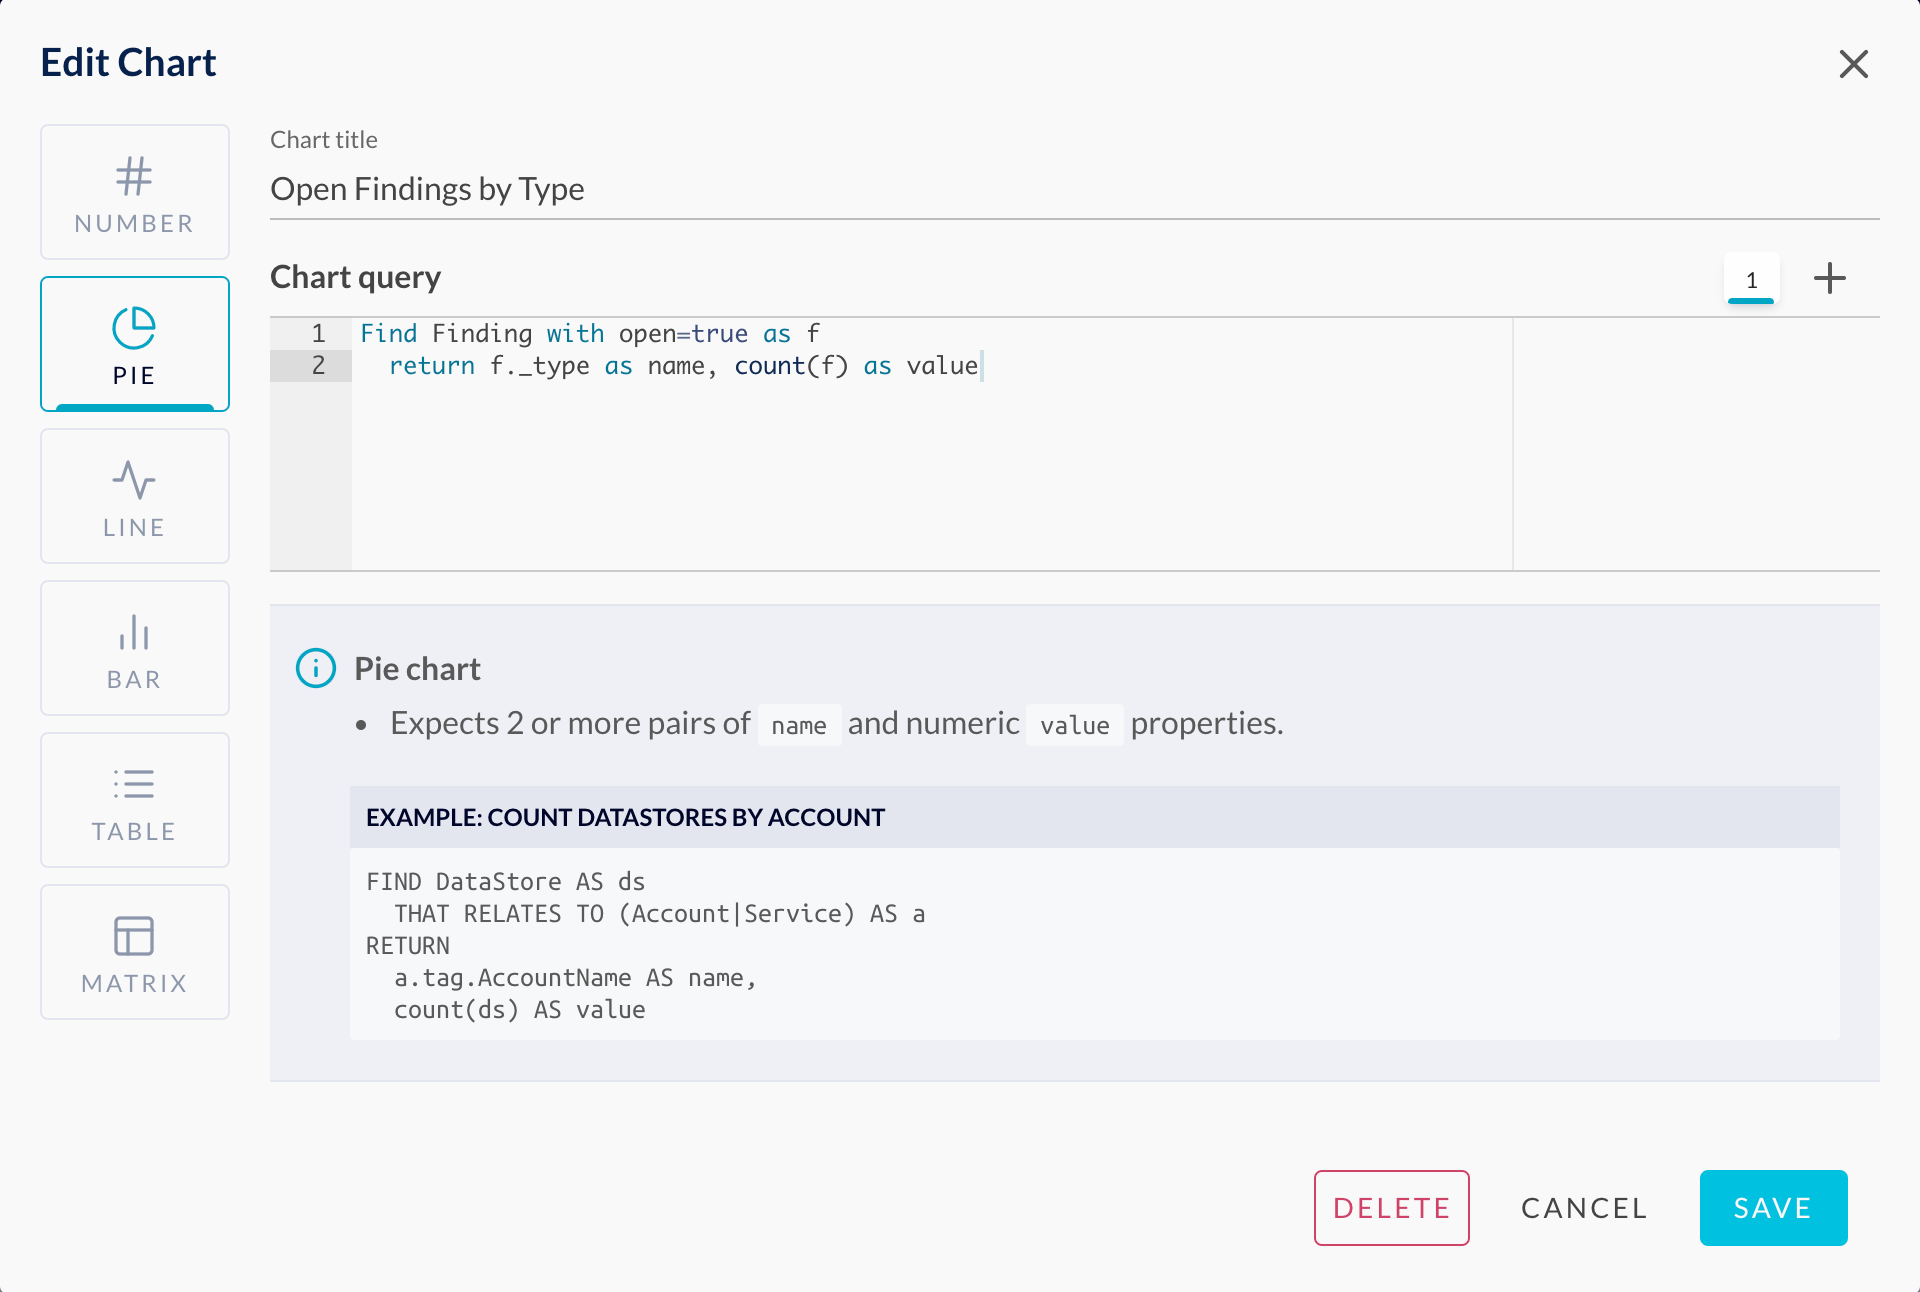 Edit Chart
NUMBER
PIE
LINE
BAR
TABLE
MATRIX
Chart title
Open Findings by Type
Chart query
1
1 Find Finding with open=true as f
2 return f._type as name, count(f) as value
Pie chart
• Expects 2 or more pairs of name and numeric value properties.
EXAMPLE: COUNT DATASTORES BY ACCOUNT
FIND DataStore AS ds
THAT RELATES TO (Account|Service) AS a
RETURN
a.tag.AccountName AS name,
count(ds) AS value
DELETE CANCEL SAVE